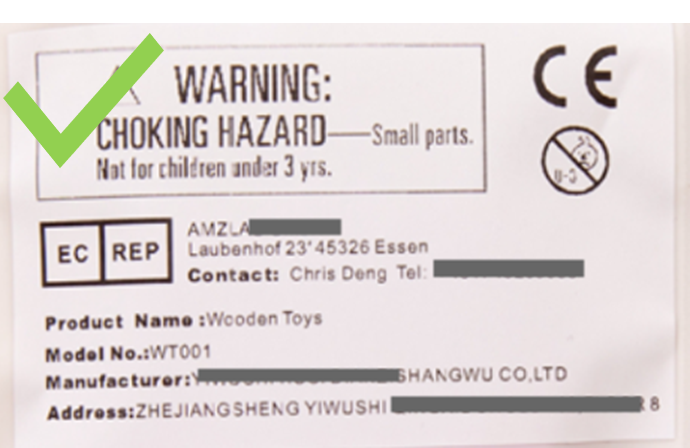 WARNING:
CHOKING HAZARD——Small parts.
Not for children under 3 yrs.
CE
0-3
EC REP
AMZLA
Laubenhof 23*45326 Essen
Contact: Chris Deng Tel:
Product Name :Wooden Toys
Model No.:WT001
Manufacturer:Y SHANGWU CO,LTD
Address:ZHEJIANGSHENG YIWUSHI 8